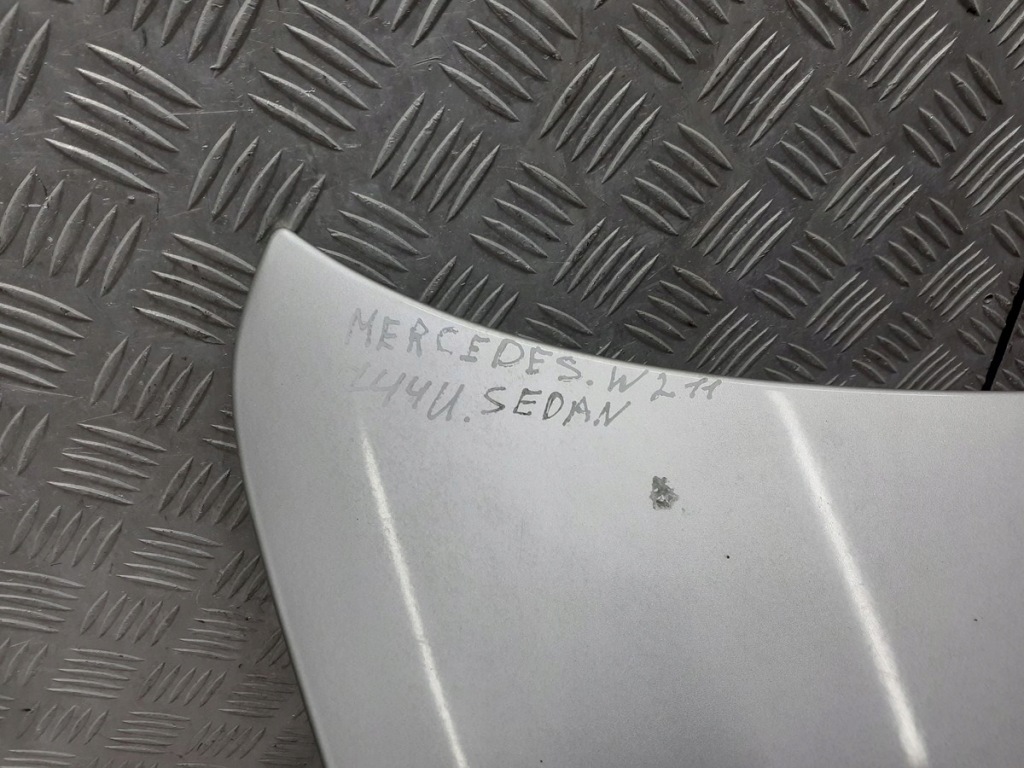 MERCEDES. W211
744U. SEDAN